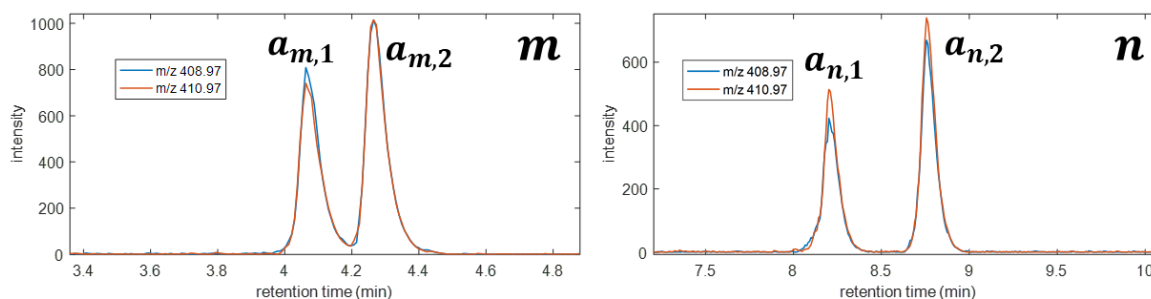 1000
800
600
400
200
0
intensity
m/z 408.97
m/z 410.97
a_{m,1}
a_{m,2}
m
3.4 3.6 3.8 4 4.2 4.4 4.6 4.8
retention time (min)
600
400
200
0
intensity
m/z 408.97
m/z 410.97
a_{n,1}
a_{n,2}
n
7.5 8 8.5 9 9.5 10
retention time (min)